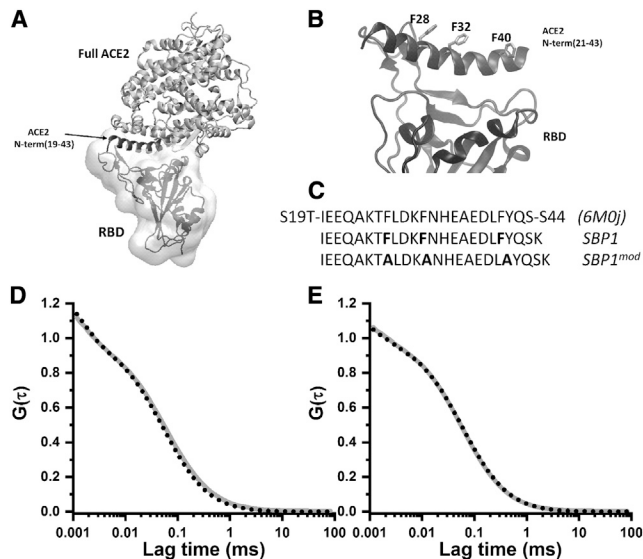 A
Full ACE2
ACE2
N-term(19-43)
RBD
B
F28
F32
F40
ACE2
N-term(21-43)
RBD
C
S19T-IEEQAKTFLDKFNHEAEDLFYQS-S44 (6M0j)
IEEQAKTFLDKFNHEAEDLFYQSK SBP1
IEEQAKTALDKANHEAEDLAYQSK SBP1mod
D
1.2
1.0
0.8
0.6
0.4
0.2
0.0
G(τ)
0.001 0.01 0.1 1 10 100
Lag time (ms)
E
1.2
1.0
0.8
0.6
0.4
0.2
0.0
G(τ)
0.001 0.01 0.1 1 10 100
Lag time (ms)